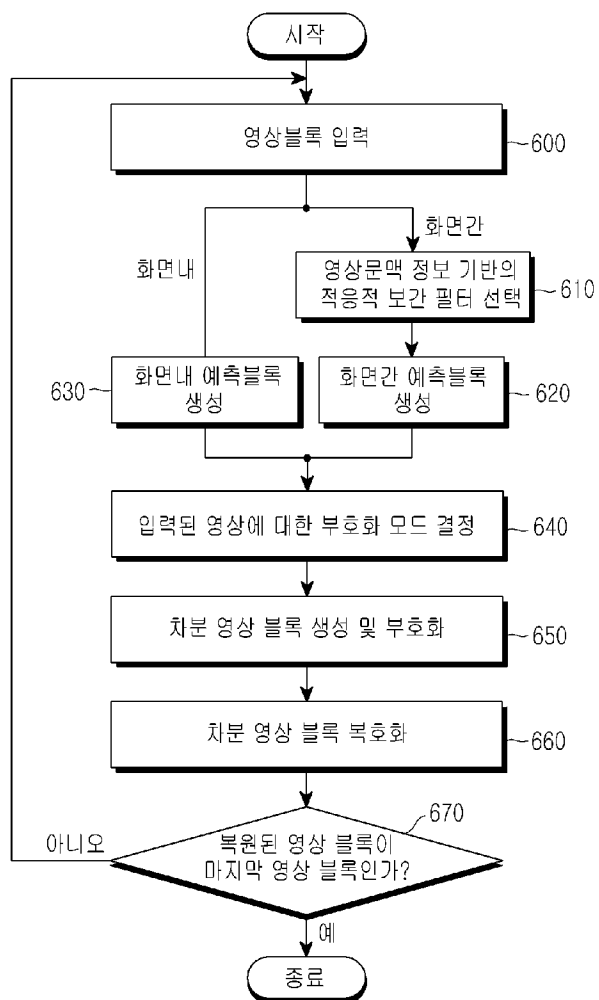 시작
영상블록 입력
600
화면내
화면간
영상문맥 정보 기반의
적응적 보간 필터 선택
610
630
화면내 예측블록
생성
화면간 예측블록
생성
620
입력된 영상에 대한 부호화 모드 결정
640
차분 영상 블록 생성 및 부호화
650
차분 영상 블록 복호화
660
670
아니오
복원된 영상 블록이
마지막 영상 블록인가?
예
종료